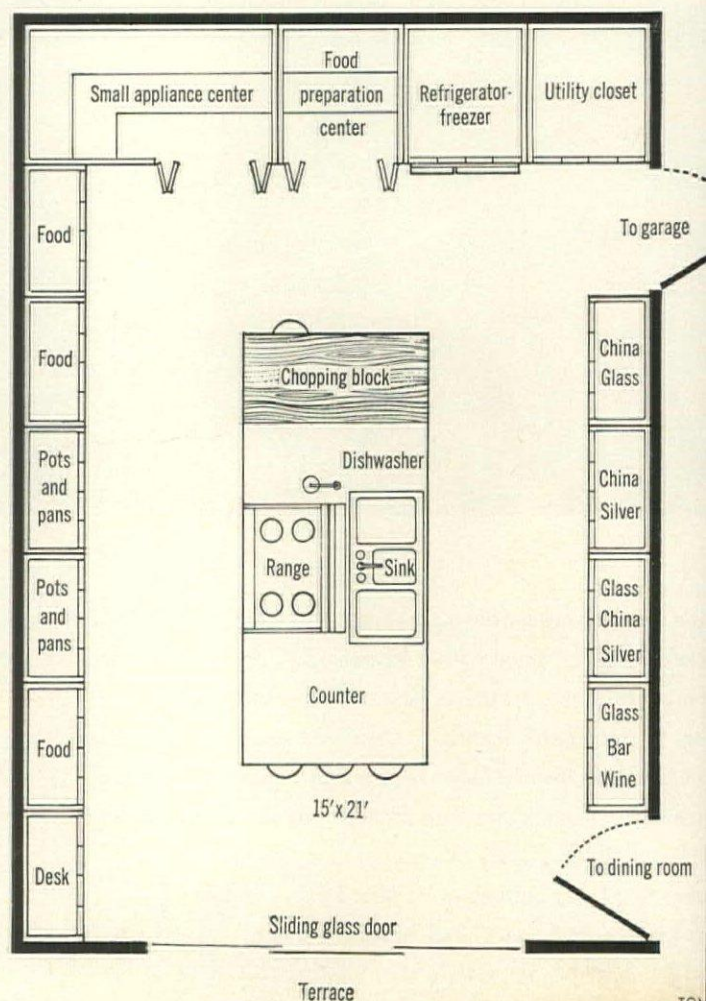 Small appliance center
Food
preparation
center
Refrigerator-
freezer
Utility closet
To garage
Food
Food
Pots
and
pans
Pots
and
pans
Food
Desk
Chopping block
Dishwasher
Range
Sink
Counter
15' x 21'
China
Glass
China
Silver
Glass
China
Silver
Glass
Bar
Wine
To dining room
Sliding glass door
Terrace